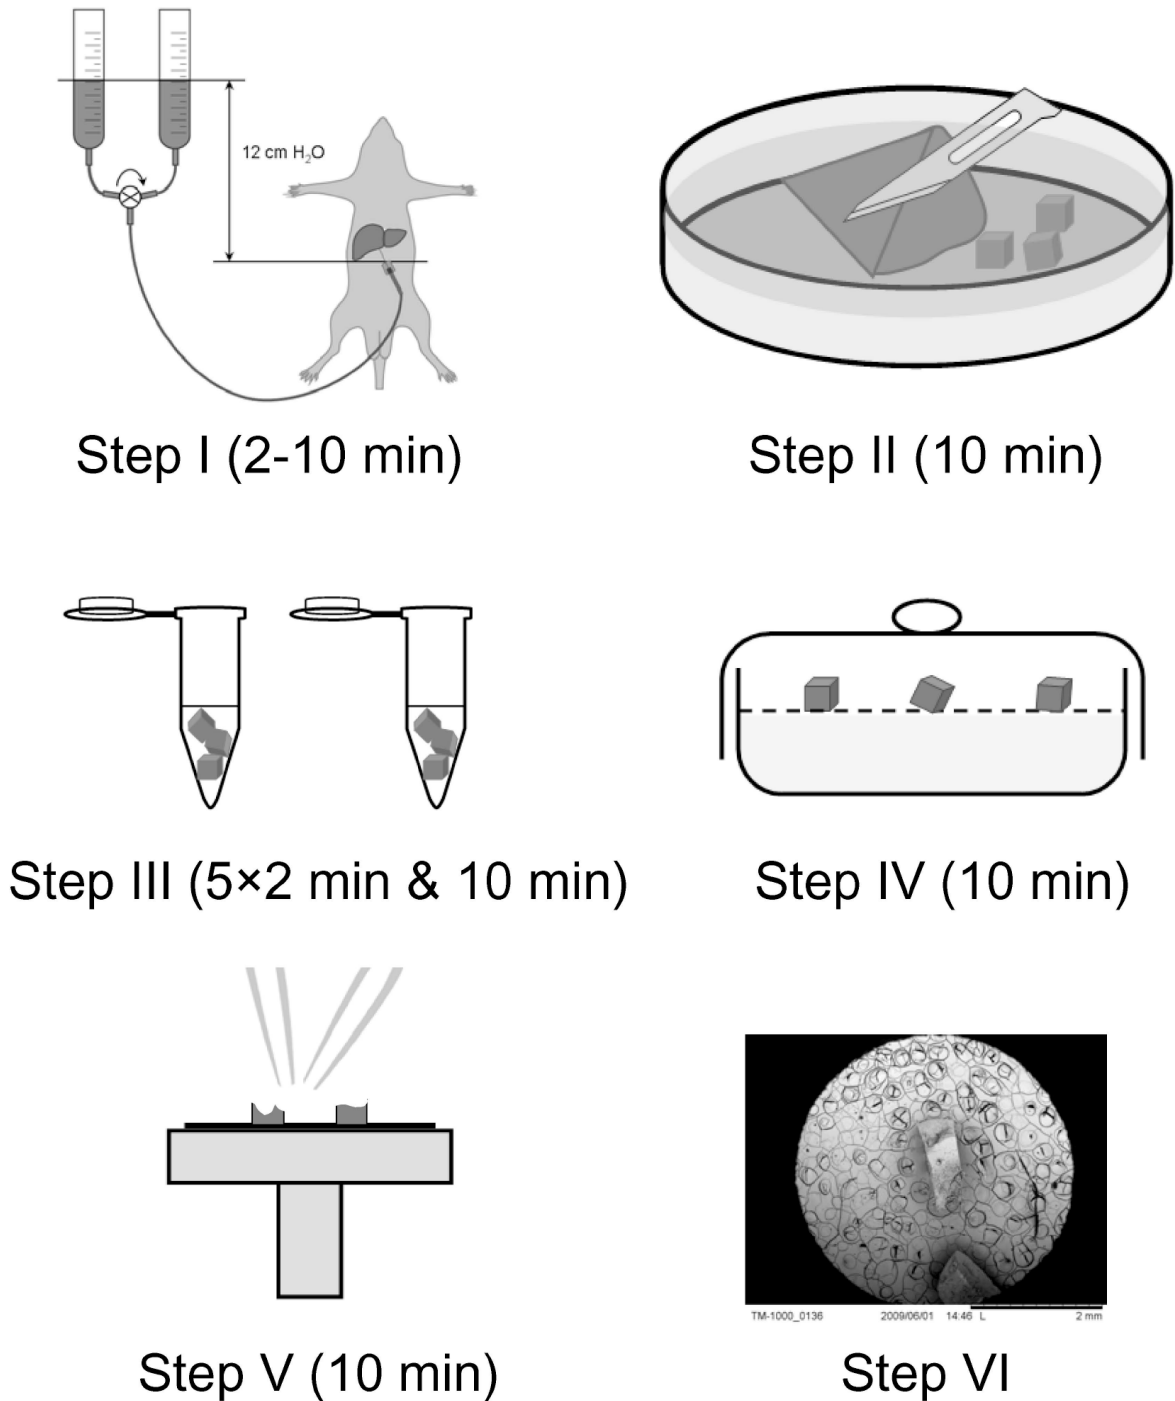 12 cm H₂O
Step I (2-10 min)
Step II (10 min)
Step III (5×2 min & 10 min)
Step IV (10 min)
Step V (10 min)
TM-1000_0136 2009/06/01 14:46 L 2 mm
Step VI